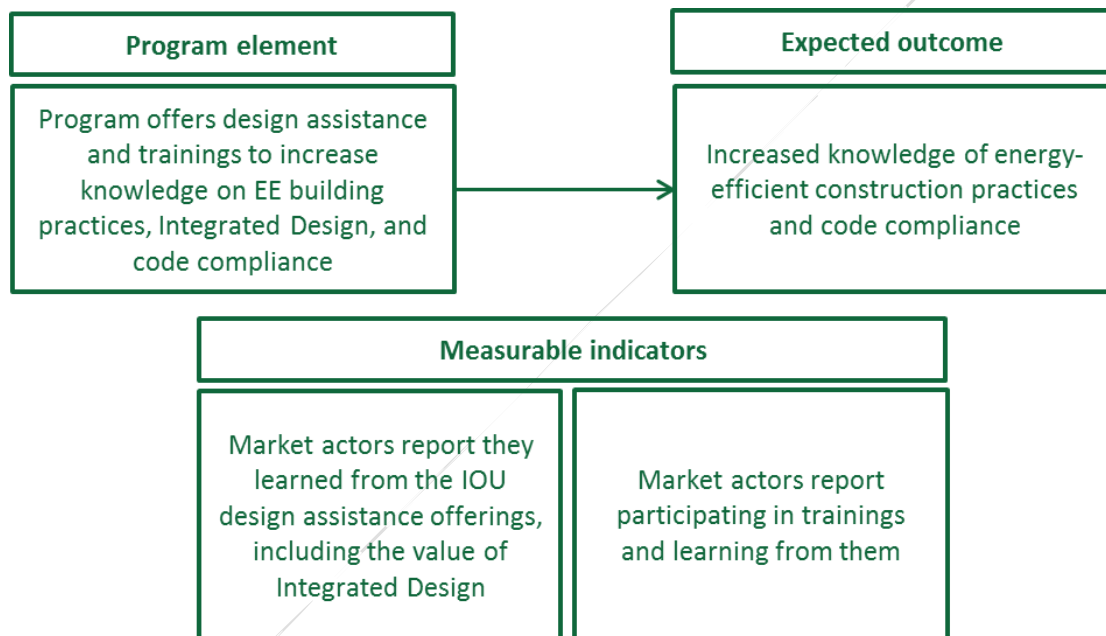 Program element
Program offers design assistance
and trainings to increase
knowledge on EE building
practices, Integrated Design, and
code compliance
Expected outcome
Increased knowledge of energy-
efficient construction practices
and code compliance
Measurable indicators
Market actors report they
learned from the IOU
design assistance offerings,
including the value of
Integrated Design
Market actors report
participating in trainings
and learning from them